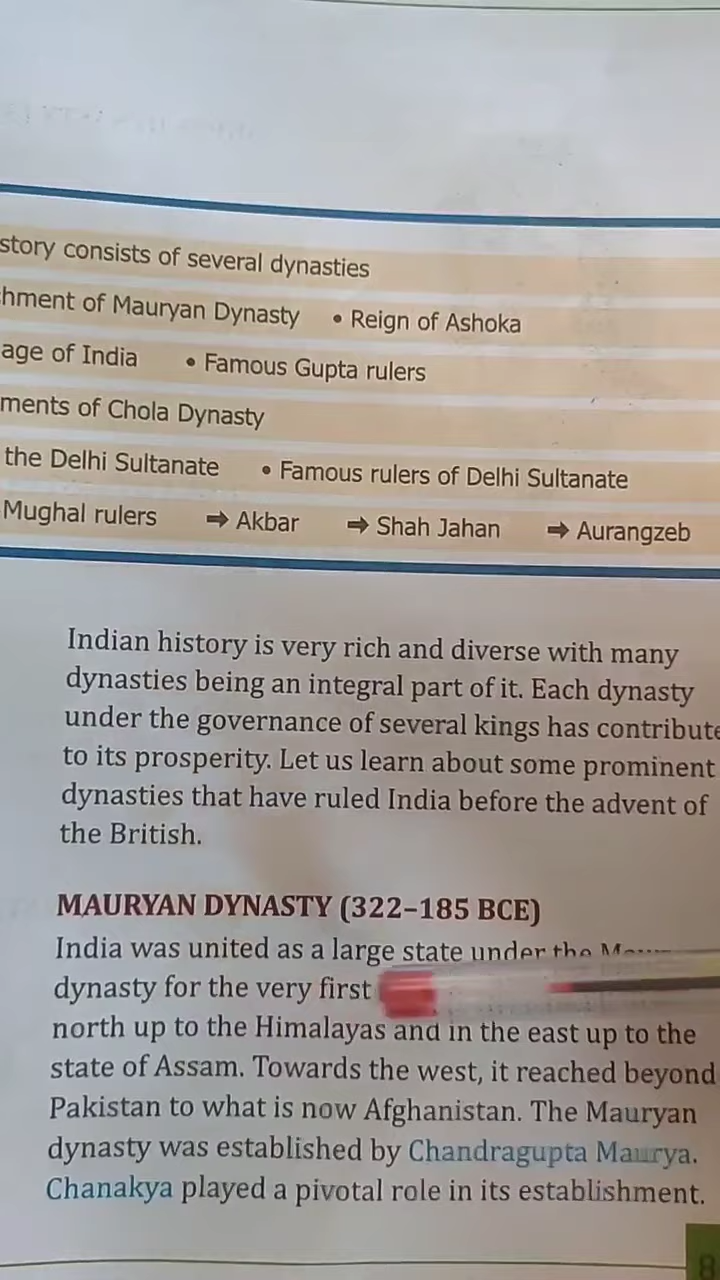 story consists of several dynasties
hment of Mauryan Dynasty • Reign of Ashoka
age of India • Famous Gupta rulers
ments of Chola Dynasty
the Delhi Sultanate • Famous rulers of Delhi Sultanate
Mughal rulers ➡ Akbar ➡ Shah Jahan ➡ Aurangzeb
Indian history is very rich and diverse with many
dynasties being an integral part of it. Each dynasty
under the governance of several kings has contribute
to its prosperity. Let us learn about some prominent
dynasties that have ruled India before the advent of
the British.
MAURYAN DYNASTY (322–185 BCE)
India was united as a large state under the
dynasty for the very first
north up to the Himalayas and in the east up to the
state of Assam. Towards the west, it reached beyond
Pakistan to what is now Afghanistan. The Mauryan
dynasty was established by Chandragupta Maurya.
Chanakya played a pivotal role in its establishment.
8